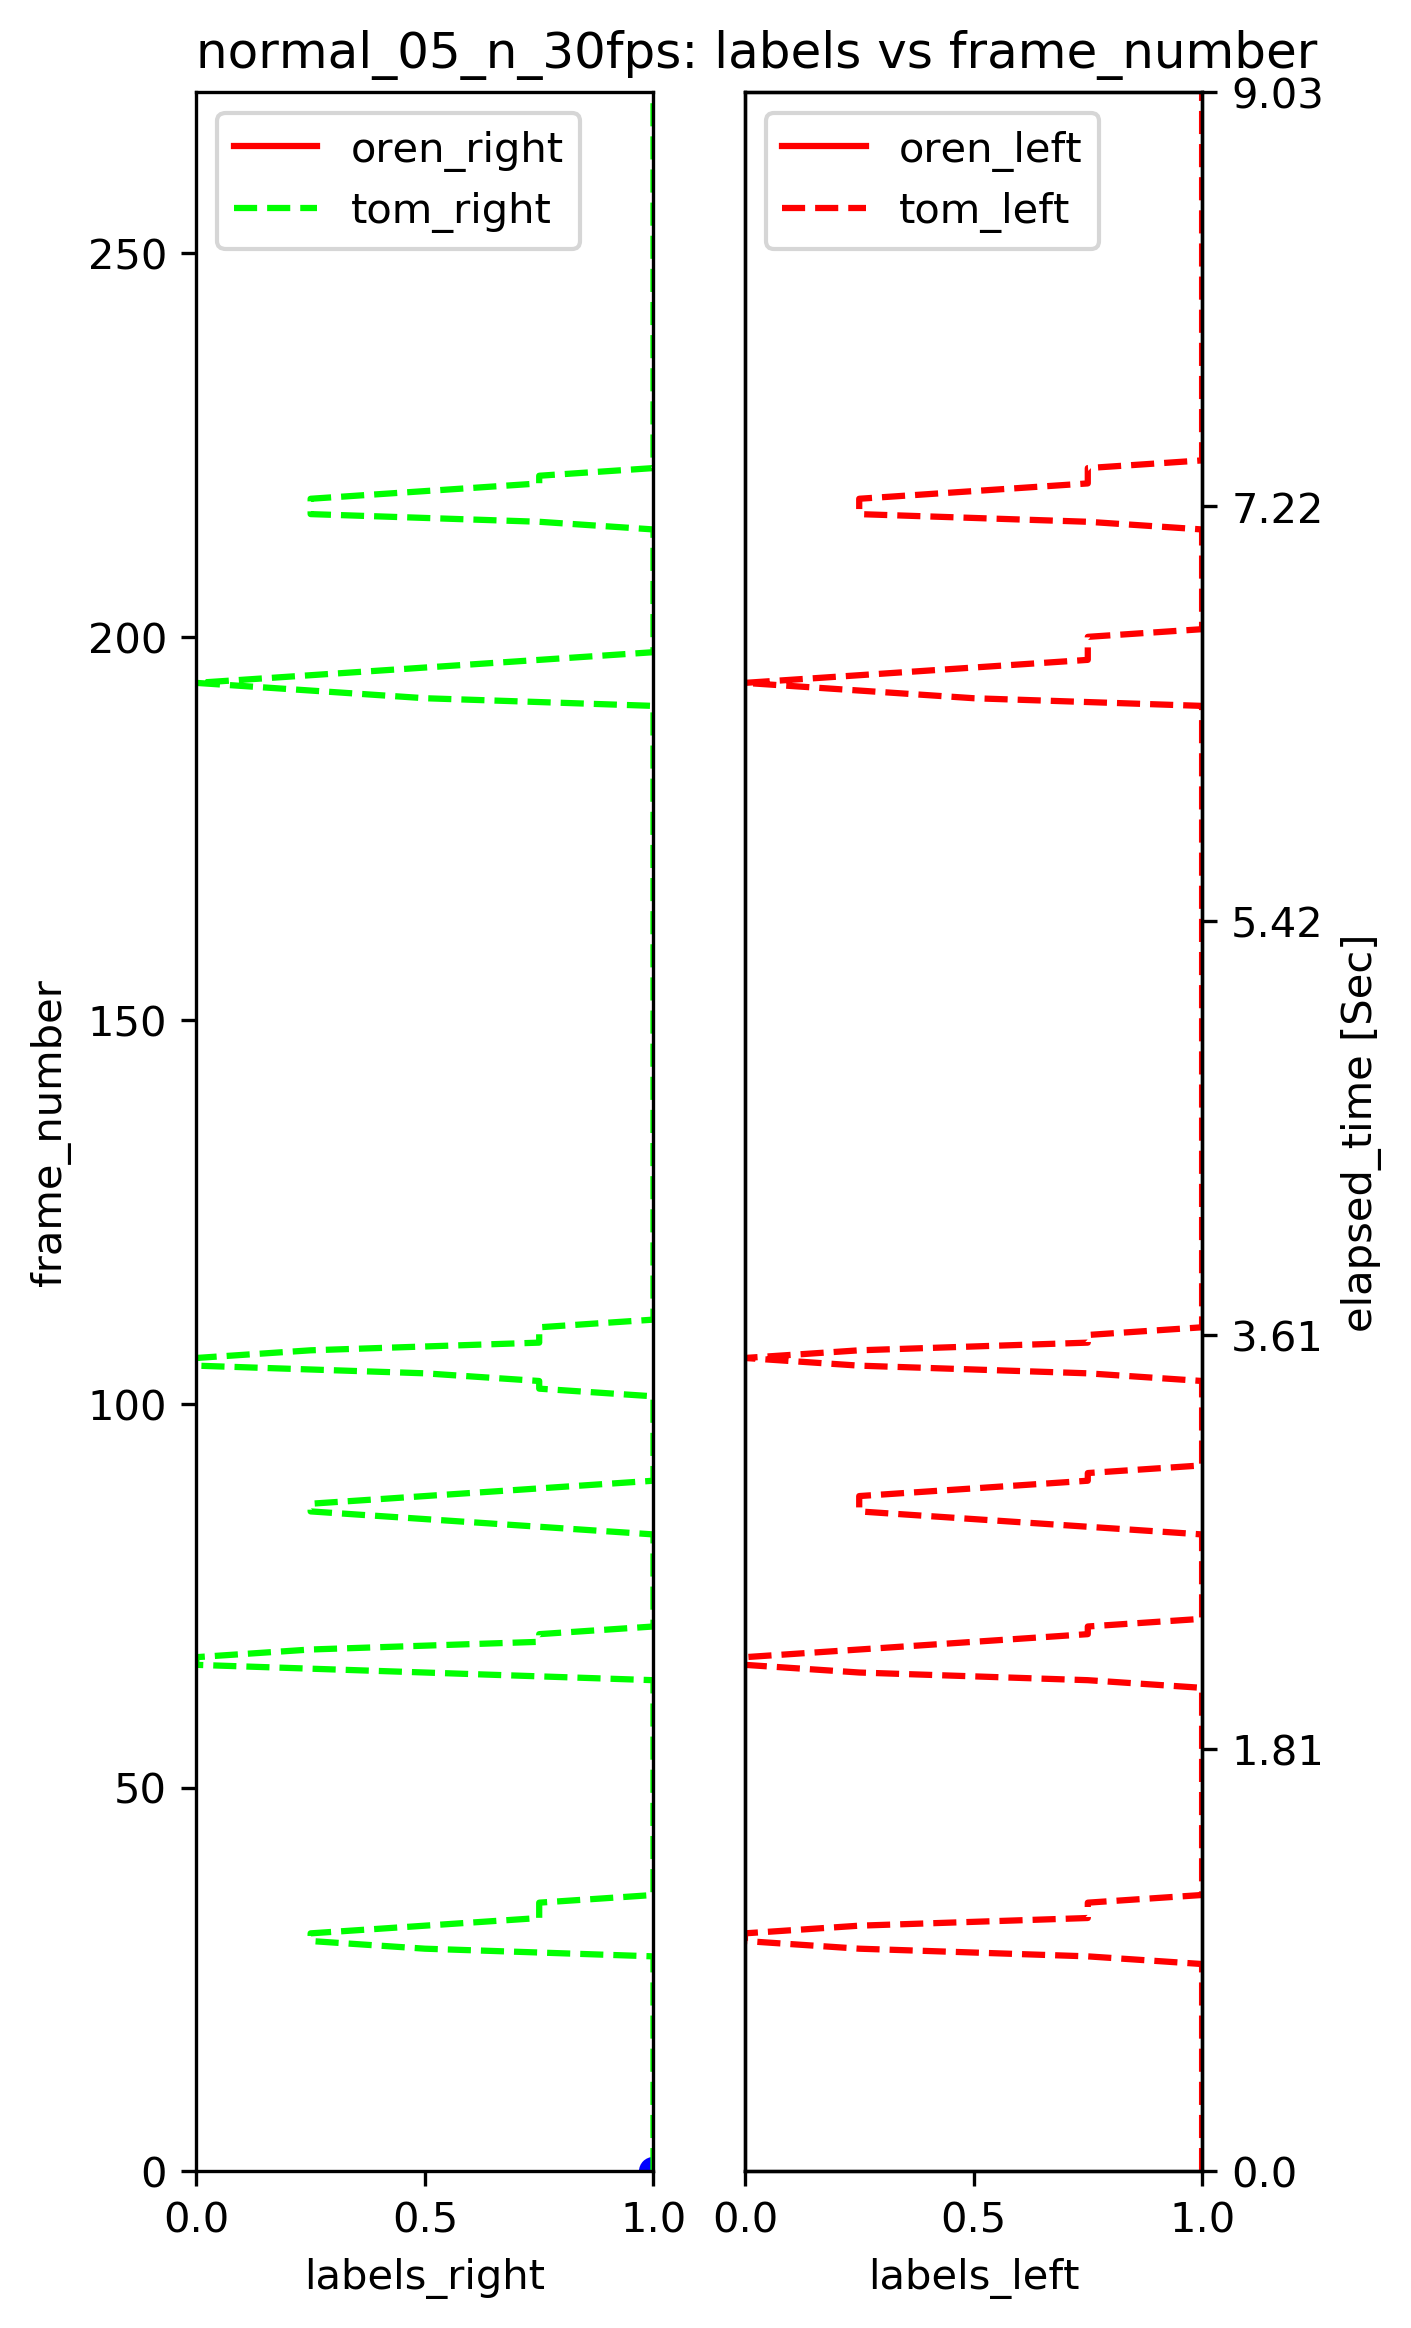 normal_05_n_30fps: labels vs frame_number
oren_right
tom_right
oren_left
tom_left
250
200
150
100
50
0
frame_number
0.0 0.5 1.0
labels_right
9.03
7.22
5.42
3.61
1.81
0.0
elapsed_time [Sec]
0.0 0.5 1.0
labels_left